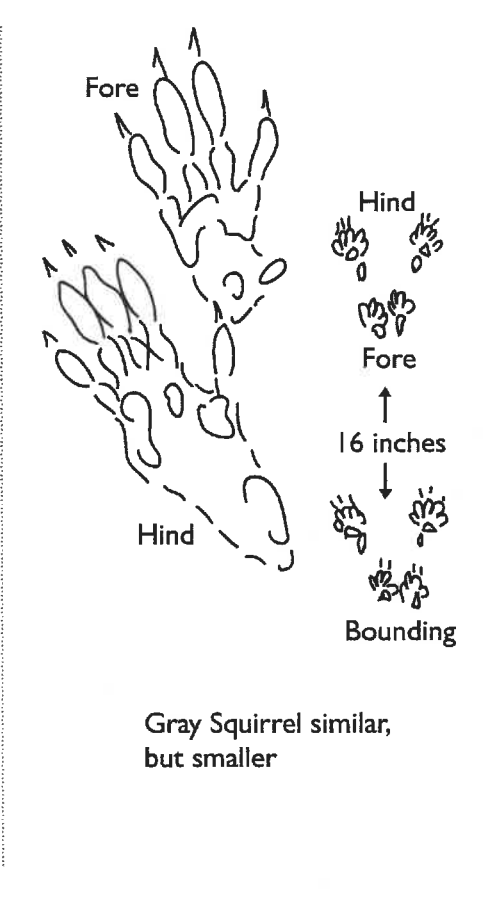 Fore
Hind
Hind
Fore
16 inches
Bounding
Gray Squirrel similar,
but smaller